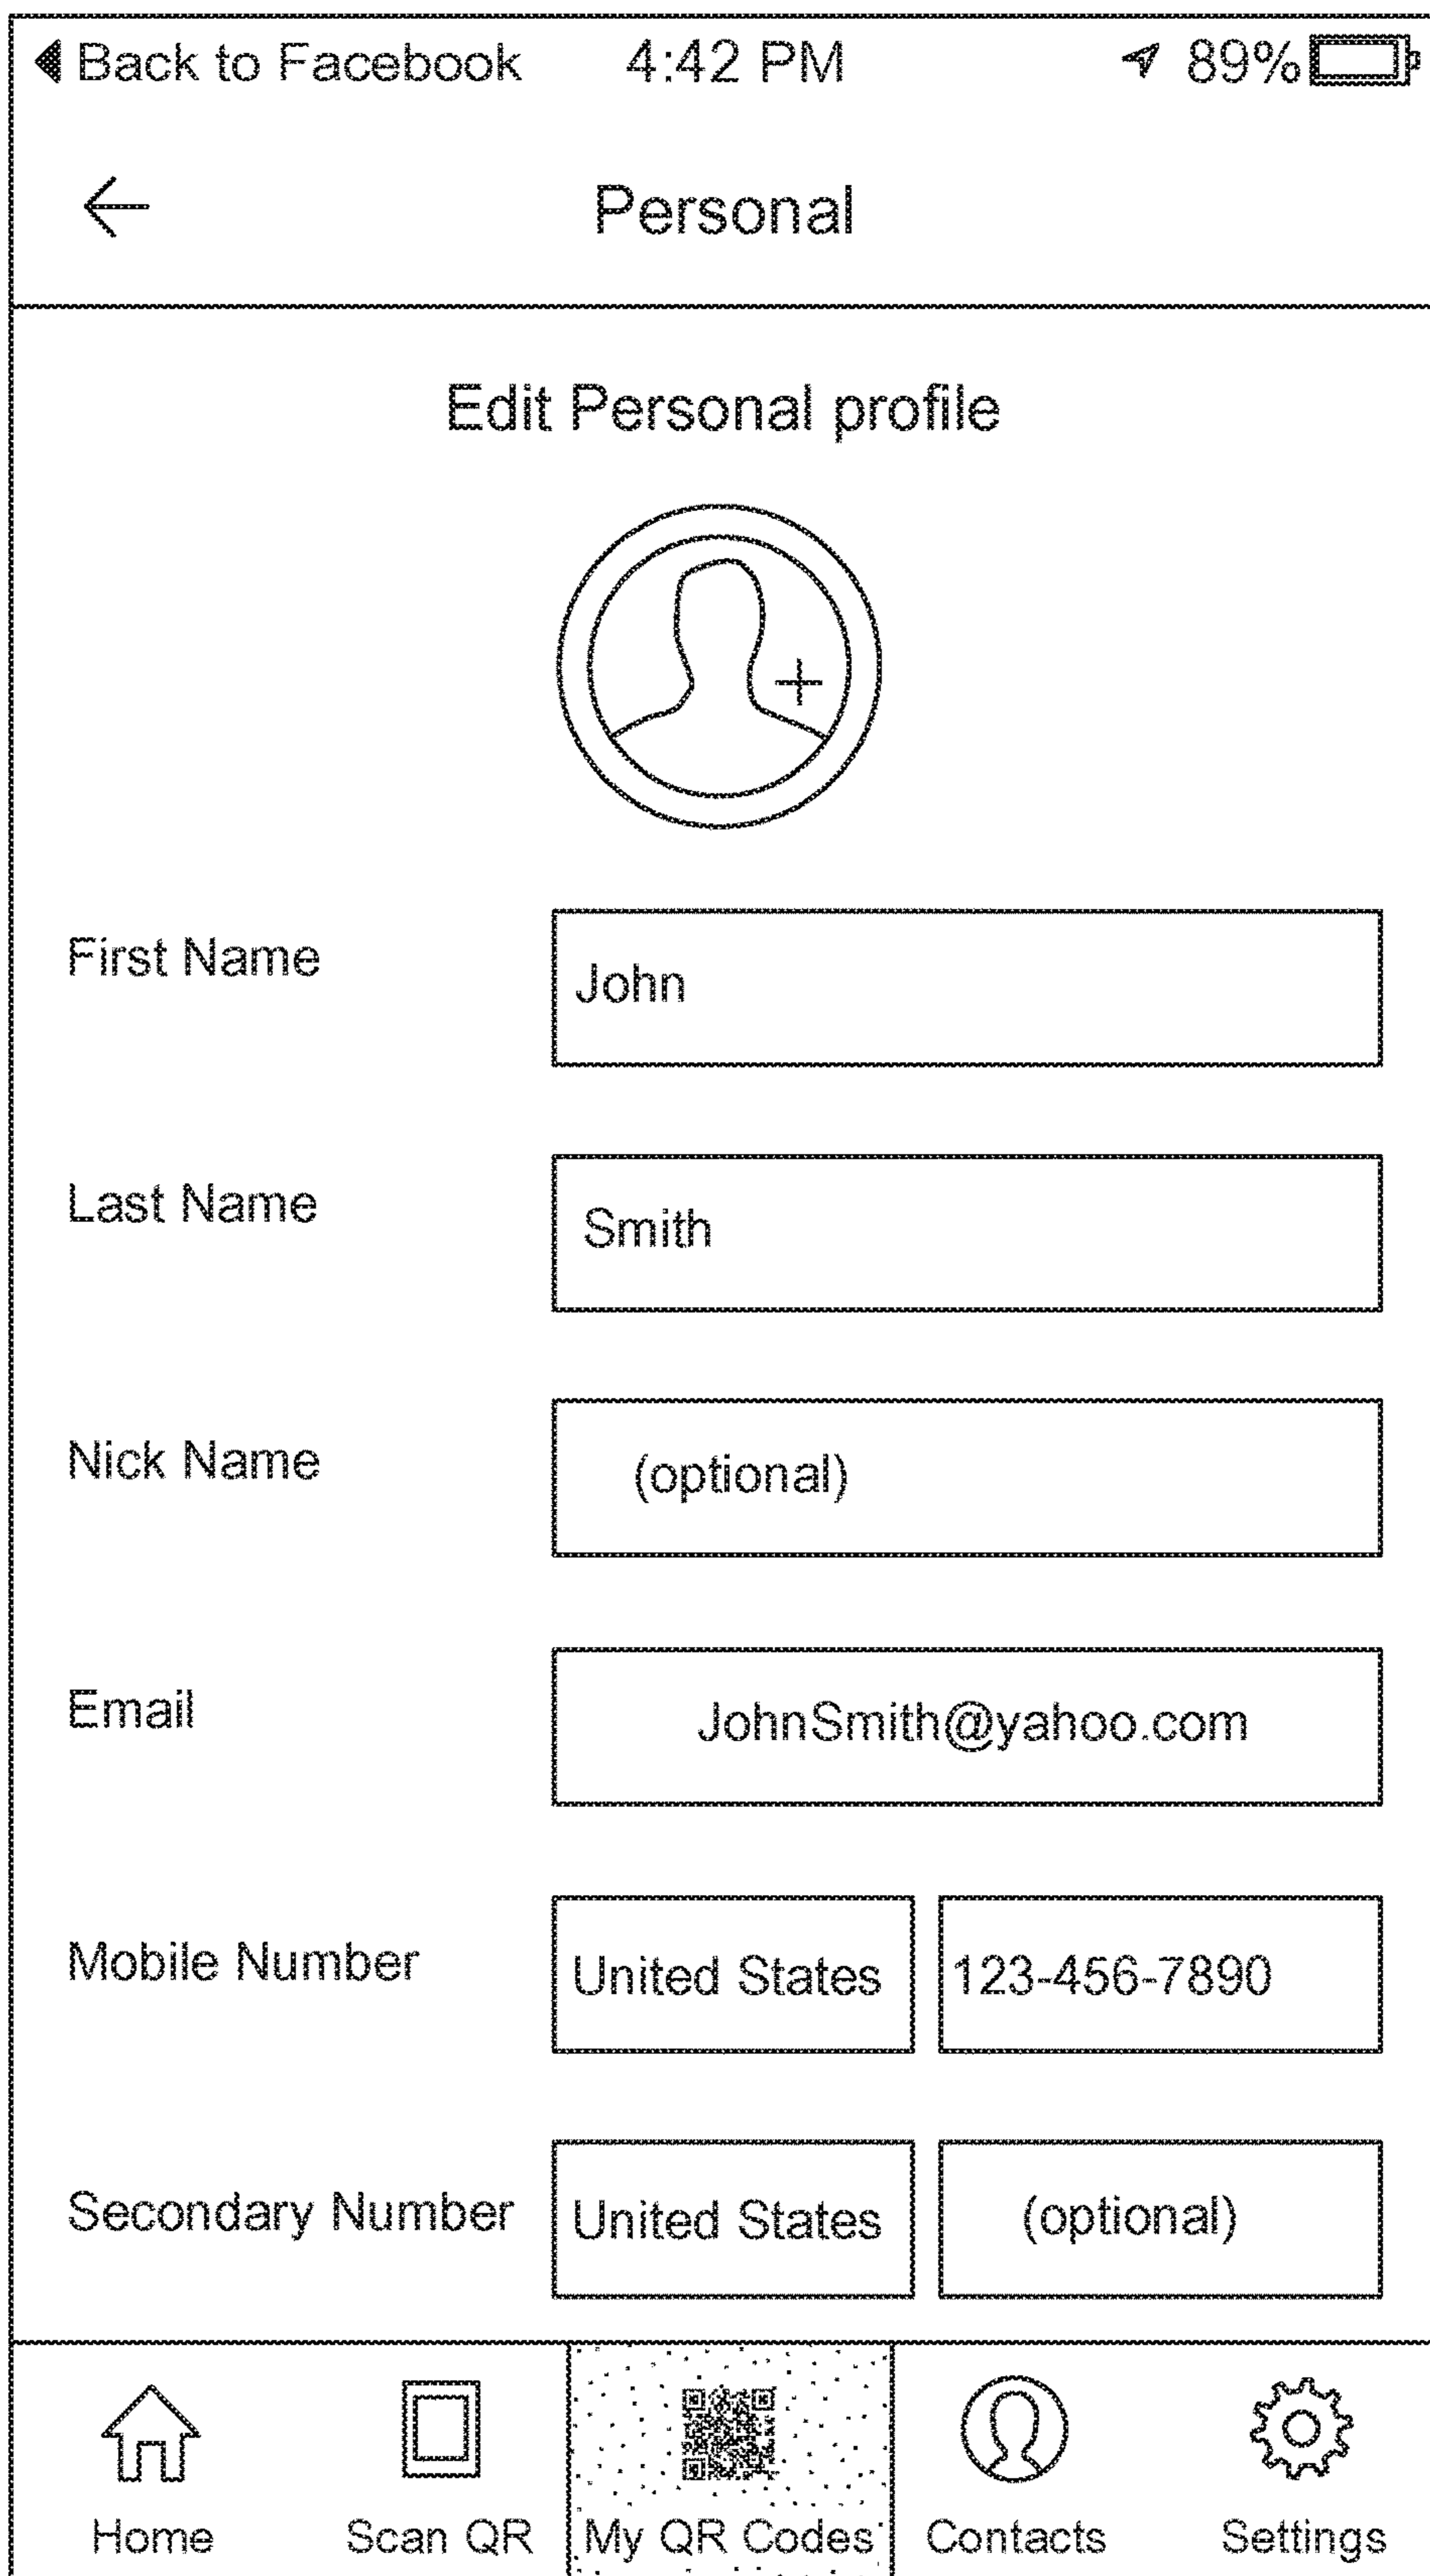 Back to Facebook 4:42 PM 89%
Personal
Edit Personal profile
First Name John
Last Name Smith
Nick Name (optional)
Email JohnSmith@yahoo.com
Mobile Number United States 123-456-7890
Secondary Number United States (optional)
Home Scan QR My QR Codes Contacts Settings